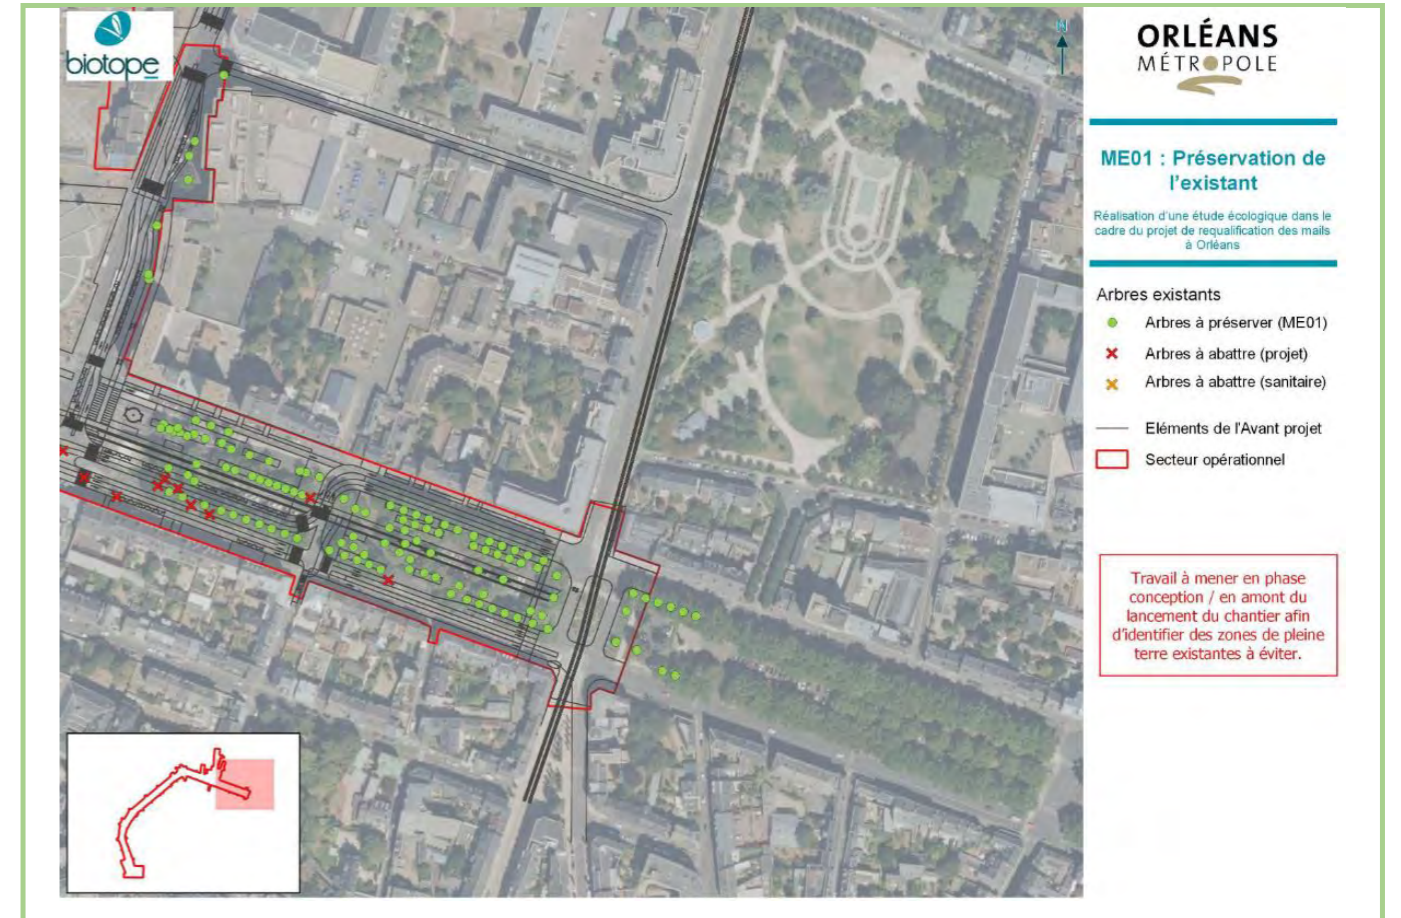 biotope
N
ORLÉANS
MÉTROPOLE
ME01 : Préservation de
l'existant
Réalisation d'une étude écologique dans le
cadre du projet de requalification des mails
à Orléans
Arbres existants
Arbres à préserver (ME01)
Arbres à abattre (projet)
Arbres à abattre (sanitaire)
Eléments de l'Avant projet
Secteur opérationnel
Travail à mener en phase
conception / en amont du
lancement du chantier afin
d'identifier des zones de pleine
terre existantes à éviter.